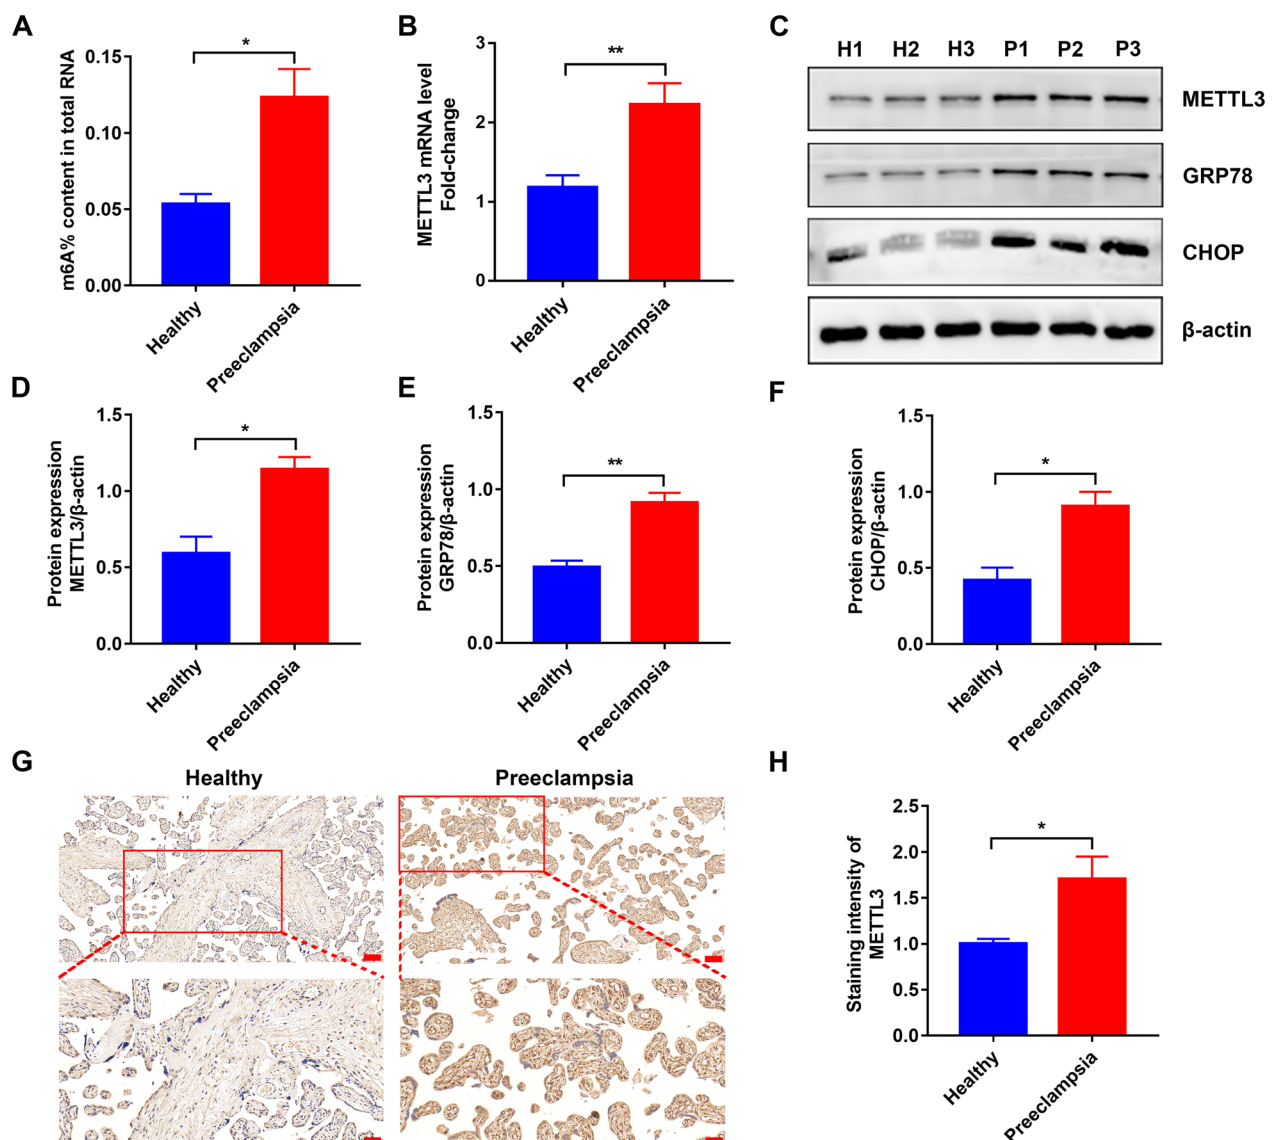 A
m6A% content in total RNA
0.15
0.10
0.05
0.00
*
Healthy
Preeclampsia
B
METTL3 mRNA level
Fold-change
3
2
1
0
**
Healthy
Preeclampsia
C
H1 H2 H3 P1 P2 P3
METTL3
GRP78
CHOP
β-actin
D
Protein expression
METTL3/β-actin
1.5
1.0
0.5
0.0
*
Healthy
Preeclampsia
E
Protein expression
GRP78/β-actin
1.5
1.0
0.5
0.0
**
Healthy
Preeclampsia
F
Protein expression
CHOP/β-actin
1.5
1.0
0.5
0.0
*
Healthy
Preeclampsia
G
Healthy
Preeclampsia
H
Staining intensity of
METTL3
2.5
2.0
1.5
1.0
0.5
0.0
*
Healthy
Preeclampsia